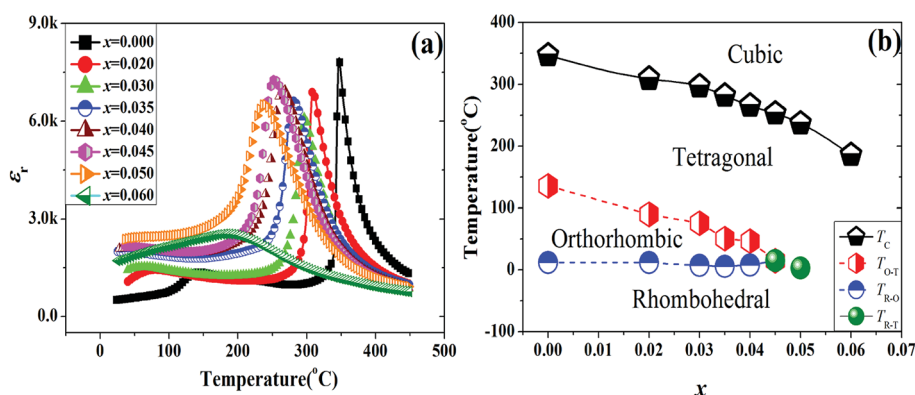 9.0k
6.0k
3.0k
0.0
εr
x=0.000
x=0.020
x=0.030
x=0.035
x=0.040
x=0.045
x=0.050
x=0.060
(a)
0 100 200 300 400 500
Temperature(°C)
400
300
200
100
0
-100
Temperature(°C)
(b)
Cubic
Tetragonal
Orthorhombic
Rhombohedral
TC
TO-T
TR-O
TR-T
0.00 0.01 0.02 0.03 0.04 0.05 0.06 0.07
x